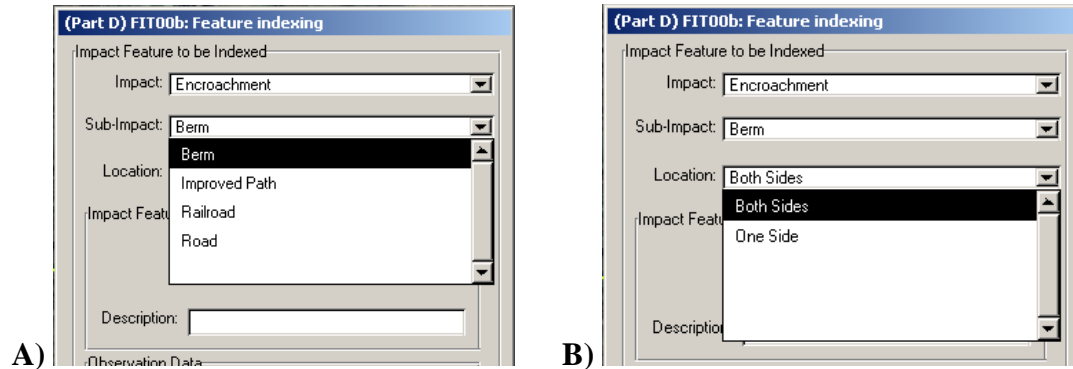 (Part D) FIT00b: Feature indexing
Impact Feature to be Indexed
Impact: Encroachment
Sub-Impact: Berm
Berm
Location:
Improved Path
Impact Featu
Railroad
Road
Description:
Observation Data
A)
(Part D) FIT00b: Feature indexing
Impact Feature to be Indexed
Impact: Encroachment
Sub-Impact: Berm
Location: Both Sides
Both Sides
Impact Featu
One Side
Description
B)